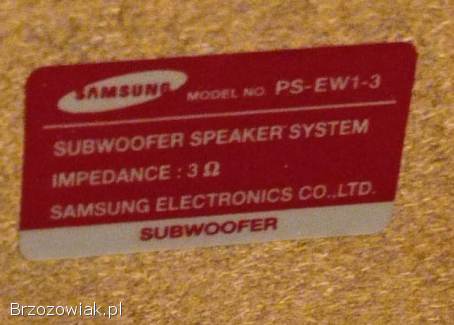 SAMSUNG MODEL NO. PS-EW1-3
SUBWOOFER SPEAKER SYSTEM
IMPEDANCE : 3 Ω
SAMSUNG ELECTRONICS CO.,LTD.
SUBWOOFER
Brzozowiak.pl